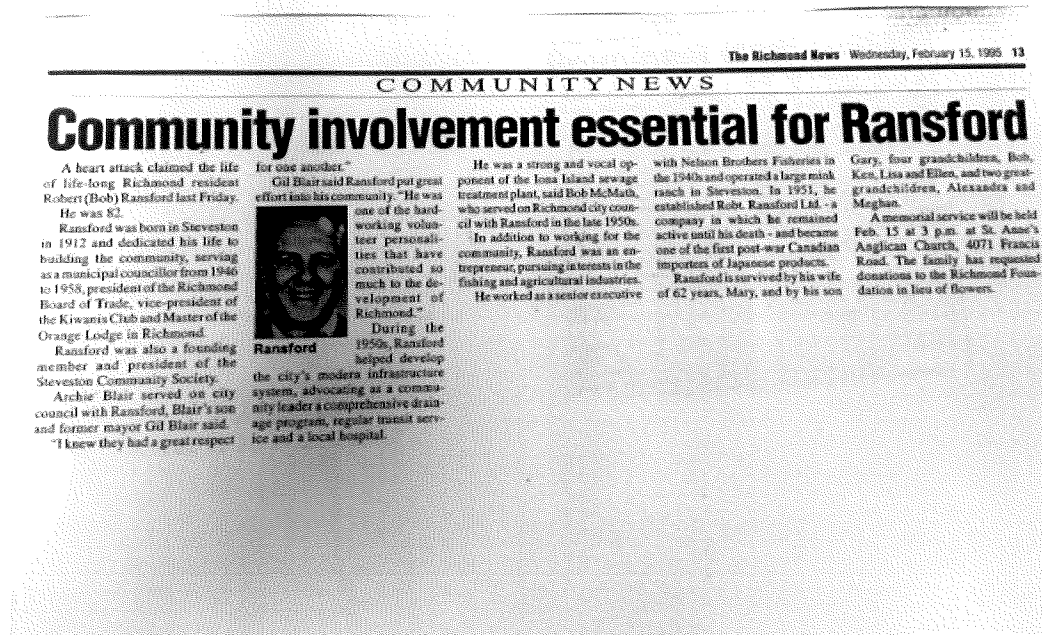 The Richmond News Wednesday, February 15, 1995 13
COMMUNITY NEWS
Community involvement essential for Ransford
A heart attack claimed the life
of life-long Richmond resident
Robert (Bob) Ransford last Friday.
He was 82.
Ransford was born in Steveston
in 1912 and dedicated his life to
building the community, serving
as a municipal councillor from 1946
to 1958, president of the Richmond
Board of Trade, vice-president of
the Kiwanis Club and Master of the
Orange Lodge in Richmond.
Ransford was also a founding
member and president of the
Steveston Community Society.
Archie Blair served on city
council with Ransford, Blair's son
and former mayor Gil Blair said.
"I knew they had a great respect
for one another."
Gil Blair said Ransford put great
effort into his community. "He was
one of the hard-
working volun-
teer personali-
ties that have
contributed so
much to the de-
velopment of
Richmond."
During the
1950s, Ransford
helped develop
Ransford
the city's modern infrastructure
system, advocating as a commu-
nity leader a comprehensive drain-
age program, regular transit serv-
ice and a local hospital.
He was a strong and vocal op-
ponent of the Iona Island sewage
treatment plant, said Bob McMath,
who served on Richmond city coun-
cil with Ransford in the late 1950s.
In addition to working for the
community, Ransford was an en-
trepreneur, pursuing interests in the
fishing and agricultural industries.
He worked as a senior executive
with Nelson Brothers Fisheries in
the 1940s and operated a large mink
ranch in Steveston. In 1951, he
established Robt. Ransford Ltd. - a
company in which he remained
active until his death - and became
one of the first post-war Canadian
importers of Japanese products.
Ransford is survived by his wife
of 62 years, Mary, and by his son
Gary, four grandchildren, Bob,
Ken, Lisa and Ellen, and two great-
grandchildren, Alexandra and
Meghan.
A memorial service will be held
Feb. 15 at 3 p.m. at St. Anne's
Anglican Church, 4071 Francis
Road. The family has requested
donations to the Richmond Foun-
dation in lieu of flowers.